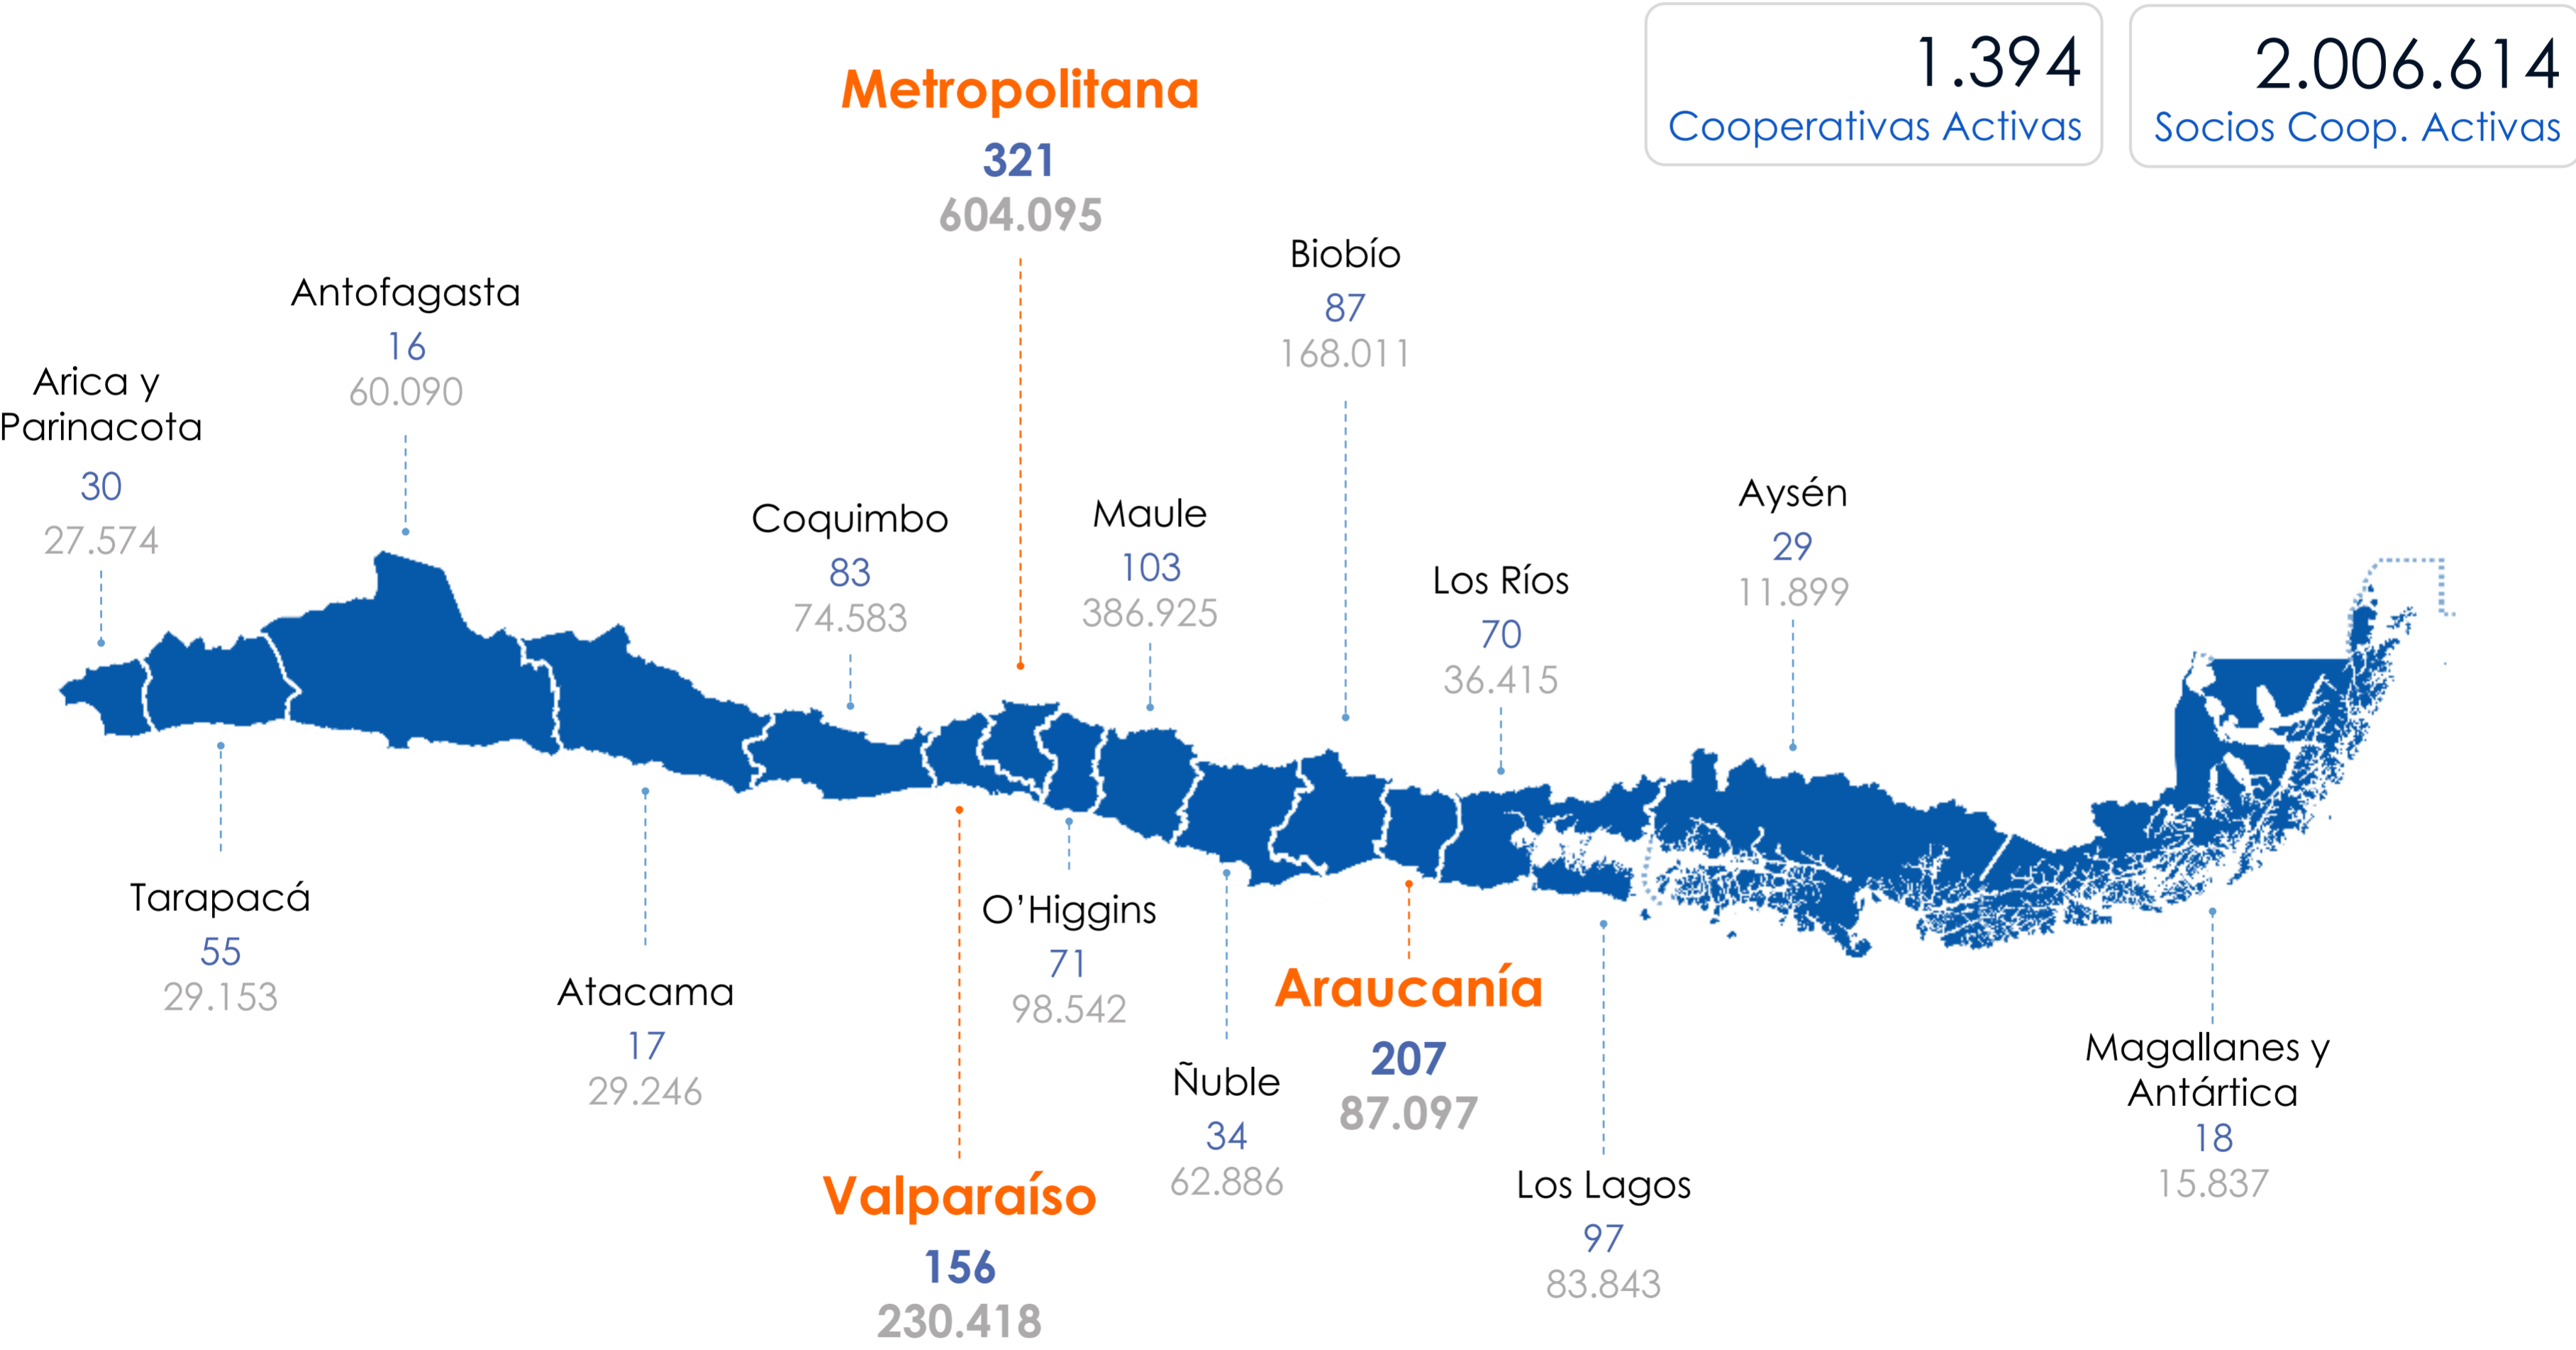 1.394
Cooperativas Activas
2.006.614
Socios Coop. Activas
Metropolitana
321
604.095
Biobío
87
168.011
Antofagasta
16
60.090
Arica y
Parinacota
30
27.574
Coquimbo
83
74.583
Maule
103
386.925
Los Ríos
70
36.415
Aysén
29
11.899
Tarapacá
55
29.153
Atacama
17
29.246
O’Higgins
71
98.542
Valparaíso
156
230.418
Ñuble
34
62.886
Araucanía
207
87.097
Los Lagos
97
83.843
Magallanes y
Antártica
18
15.837